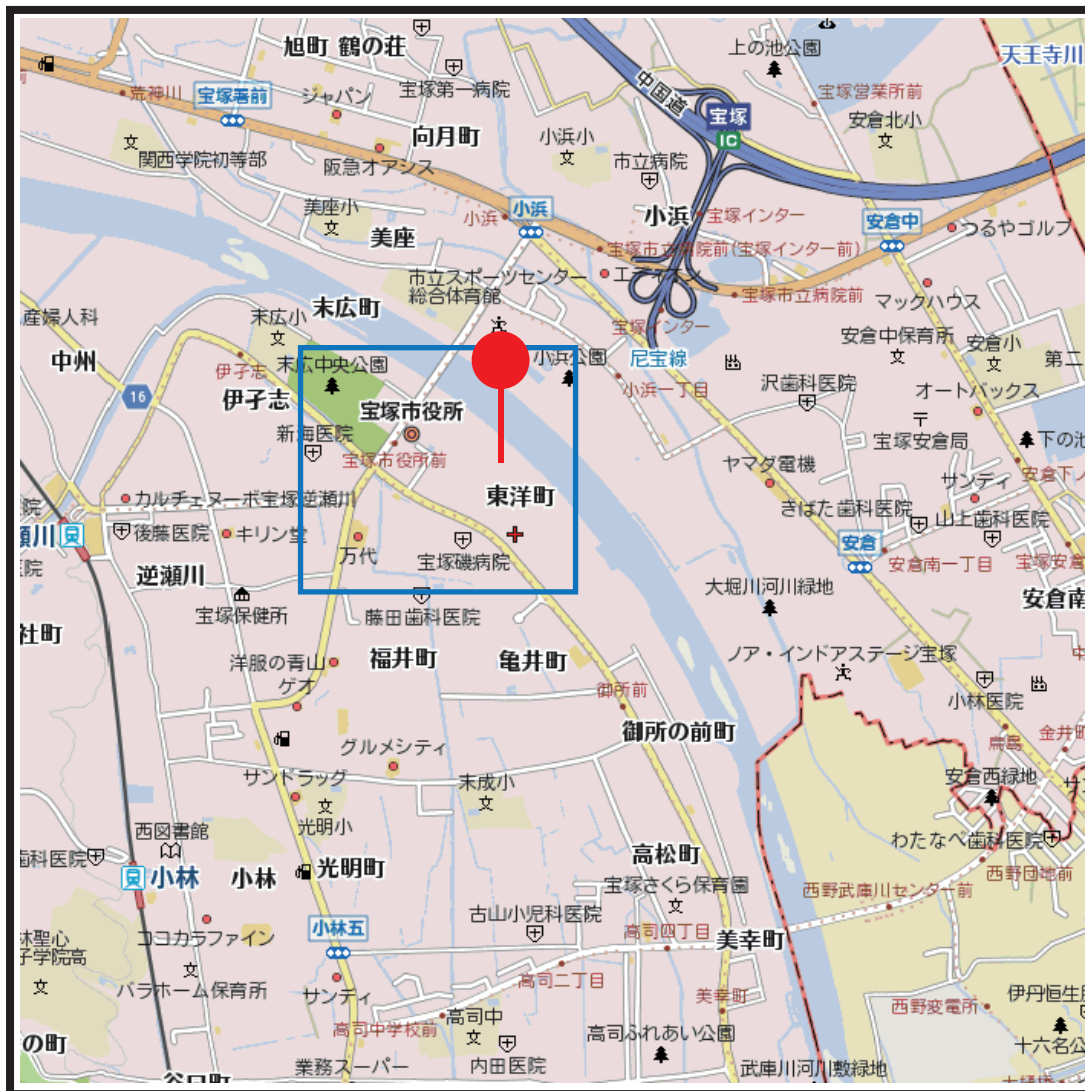 旭町 鶴の荘
上の池公園
天王寺川
荒神川
宝塚署前
ジャパン
宝塚第一病院
中国道
宝塚
IC
宝塚営業所前
安倉北小
関西学院初等部
向月町
阪急オアシス
小浜小
市立病院
美座小
美座
小浜
小浜
小浜
宝塚インター
安倉中
つるやゴルフ
宝塚市立病院前(宝塚インター前)
市立スポーツセンター
総合体育館
宝塚市立病院前
マックハウス
産婦人科
末広小
末広町
宝塚インター
安倉中保育所
安倉小
中州
伊孑志
末広中央公園
小浜公園
尼宝線
第二
16
伊孑志
小浜一丁目
沢歯科医院
オートバックス
新海医院
宝塚市役所
宝塚市役所前
宝塚安倉局
下の池
ヤマダ電機
サンディ
カルチェヌーボ宝塚逆瀬川
東洋町
きばた歯科医院
山上歯科医院
瀬川
後藤医院
キリン堂
万代
宝塚磯病院
安倉
安倉南一丁目
宝塚安倉
医院
逆瀬川
大堀川河川緑地
安倉南
宝塚保健所
藤田歯科医院
社町
洋服の青山
福井町
亀井町
ノア・インドアステージ宝塚
ゲオ
御所前
小林医院
御所の前町
鳥島
金井町
グルメシティ
サンドラッグ
末成小
安倉西緑地
光明小
西図書館
わたなべ歯科医院
歯科医院
小林
小林
光明町
高松町
西野団地前
宝塚さくら保育園
西野武庫川センター前
古山小児科医院
小林五
高司四丁目
美幸町
林聖心
子学院高
ココカラファイン
高司二丁目
バラホーム保育所
サンディ
美幸町
西野変電所
伊丹恒生
高司中学校前
高司中
高司ふれあい公園
十六名公
の町
業務スーパー
内田医院
武庫川河川敷緑地